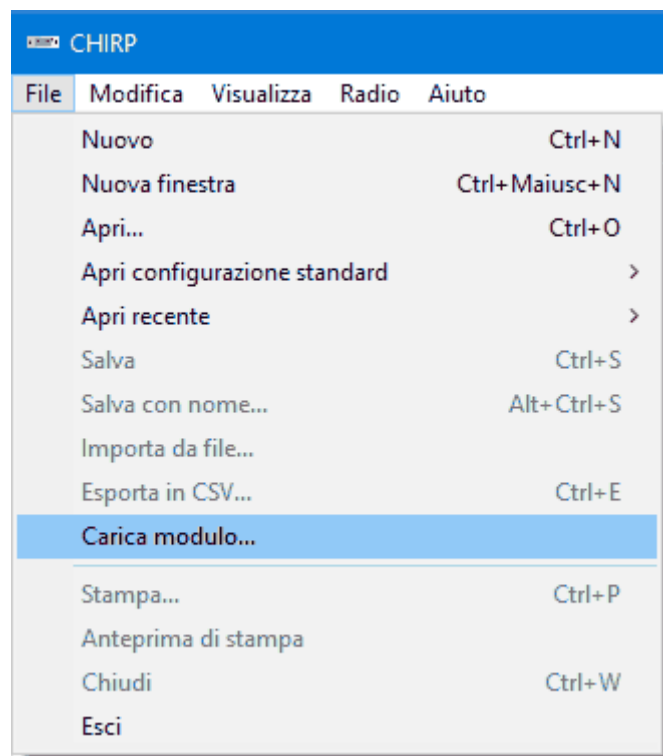 CHIRP
File Modifica Visualizza Radio Aiuto
Nuovo Ctrl+N
Nuova finestra Ctrl+Maiusc+N
Apri... Ctrl+O
Apri configurazione standard >
Apri recente >
Salva Ctrl+S
Salva con nome... Alt+Ctrl+S
Importa da file...
Esporta in CSV... Ctrl+E
Carica modulo...
Stampa... Ctrl+P
Anteprima di stampa
Chiudi Ctrl+W
Esci